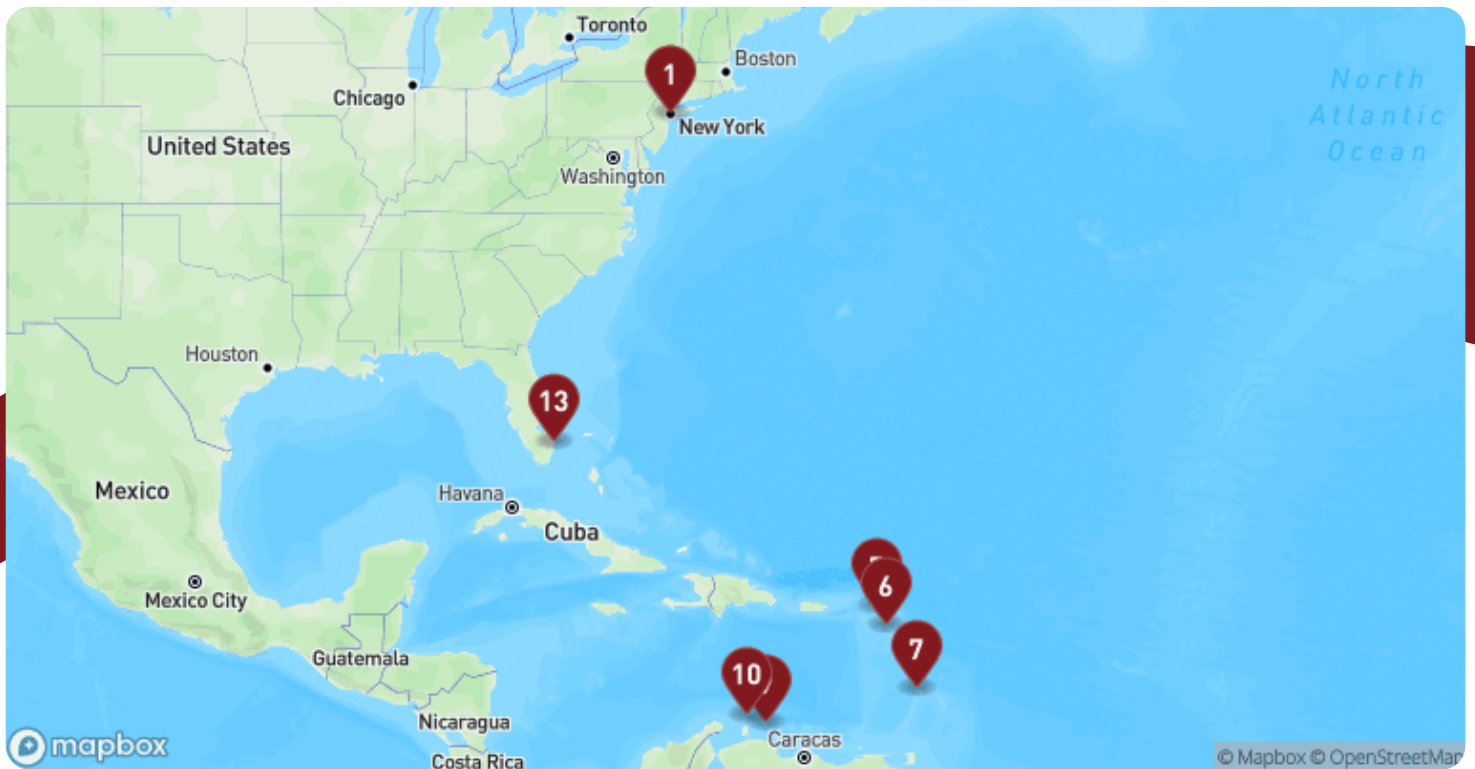 Toronto
1
Boston
Chicago
New York
North
Atlantic
Ocean
United States
Washington
Houston
13
Mexico
Havana
Cuba
Mexico City
6
7
Guatemala
10
Nicaragua
Caracas
Costa Rica
mapbox
© Mapbox © OpenStreetMap